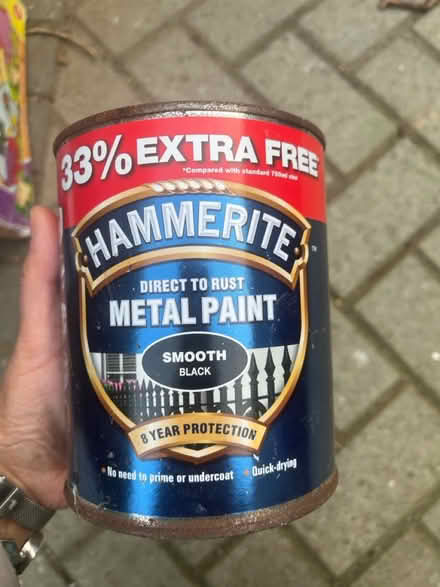 33% EXTRA FREE*
*Compared with standard 750ml size
HAMMERITE™
DIRECT TO RUST
METAL PAINT
SMOOTH
BLACK
8 YEAR PROTECTION
• No need to prime or undercoat • Quick-drying